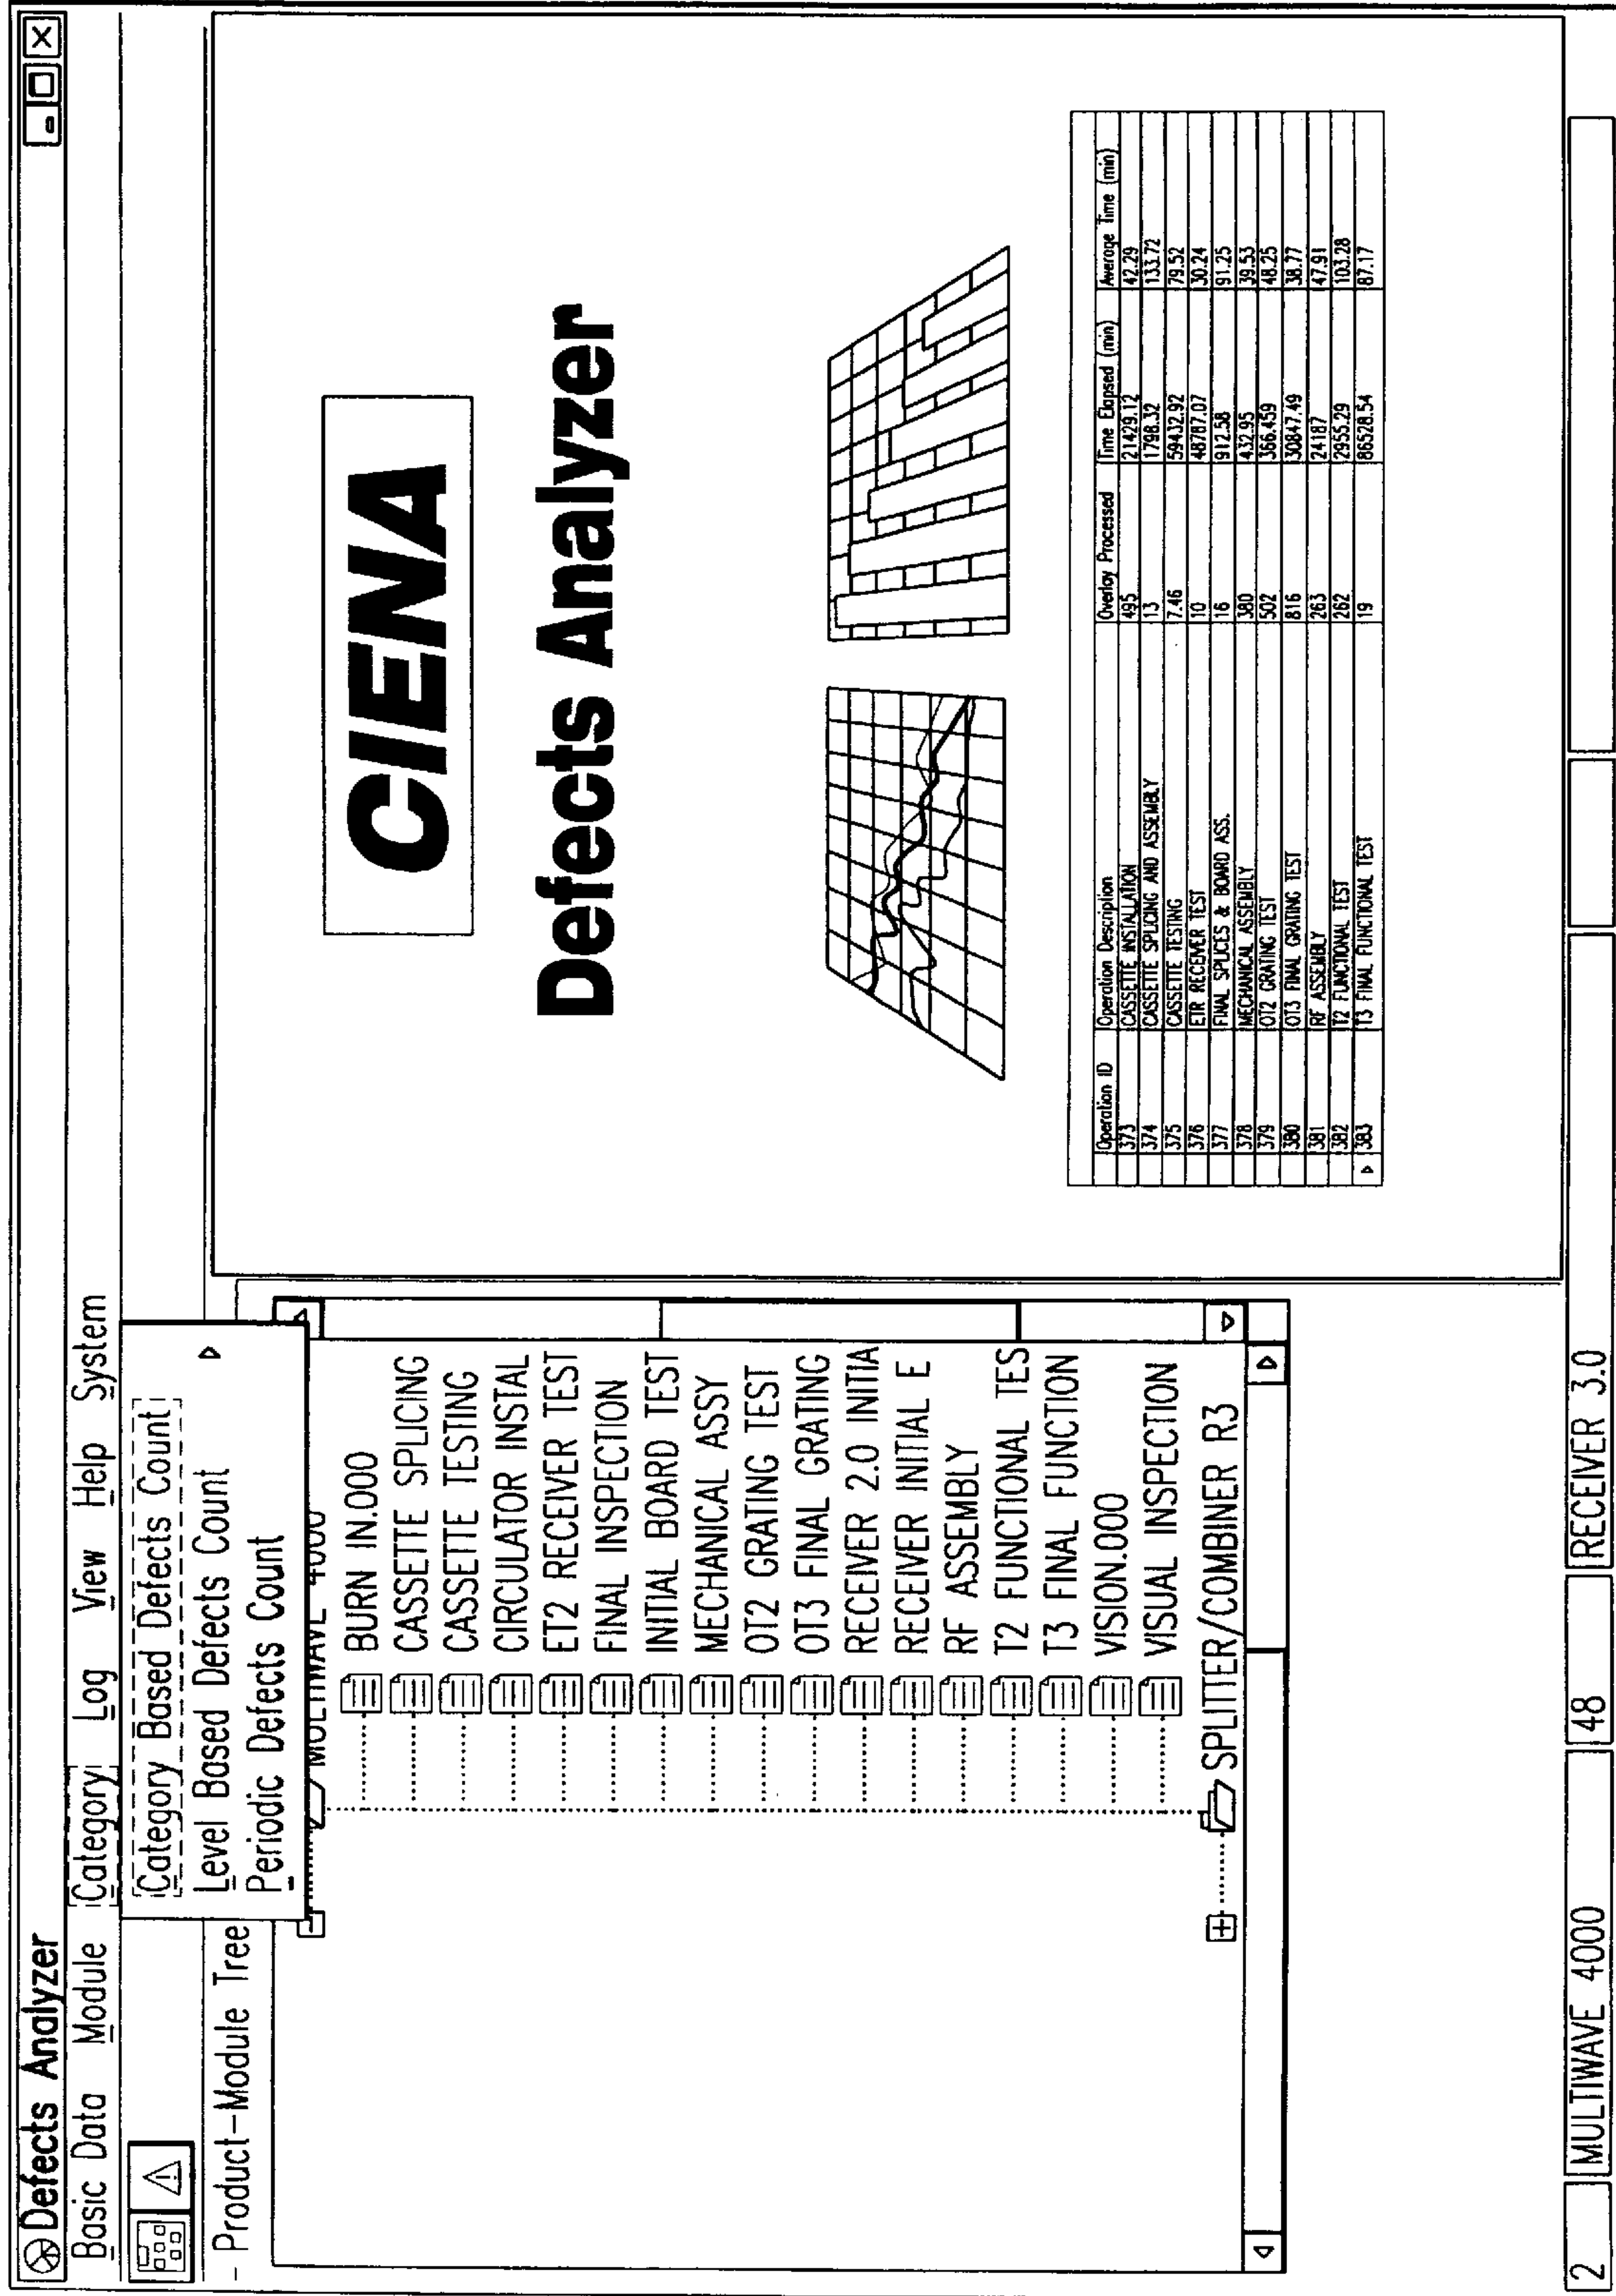 Defects Analyzer
Basic Data Module Category Log View Help System
Category Based Defects Count
Level Based Defects Count
Periodic Defects Count
- Product-Module Tree
MULTIWAVE 4000
BURN IN.000
CASSETTE SPLICING
CASSETTE TESTING
CIRCULATOR INSTAL
ET2 RECEIVER TEST
FINAL INSPECTION
INITIAL BOARD TEST
MECHANICAL ASSY
OT2 GRATING TEST
OT3 FINAL GRATING
RECEIVER 2.0 INITIA
RECEIVER INITIAL E
RF ASSEMBLY
T2 FUNCTIONAL TES
T3 FINAL FUNCTION
VISION.000
VISUAL INSPECTION
SPLITTER/COMBINER R3
CIENA
Defects Analyzer
Operation ID Operation Description Overlay Processed Time Elapsed (min) Average Time (min)
373 CASSETTE INSTALLATION 495 21429.12 42.29
374 CASSETTE SPLICING AND ASSEMBLY 13 1798.32 133.72
375 CASSETTE TESTING 7.46 59432.92 79.52
376 ETR RECEIVER TEST 10 48787.07 30.24
377 FINAL SPLICES & BOARD ASS. 16 912.58 91.25
378 MECHANICAL ASSEMBLY 380 432.95 39.53
379 OT2 GRATING TEST 502 366.459 48.25
380 OT3 FINAL GRATING TEST 816 30847.49 38.77
381 RF ASSEMBLY 263 24187 47.91
382 T2 FUNCTIONAL TEST 262 2955.29 103.28
383 T3 FINAL FUNCTIONAL TEST 19 86528.54 87.17
2 MULTIWAVE 4000 48 RECEIVER 3.0